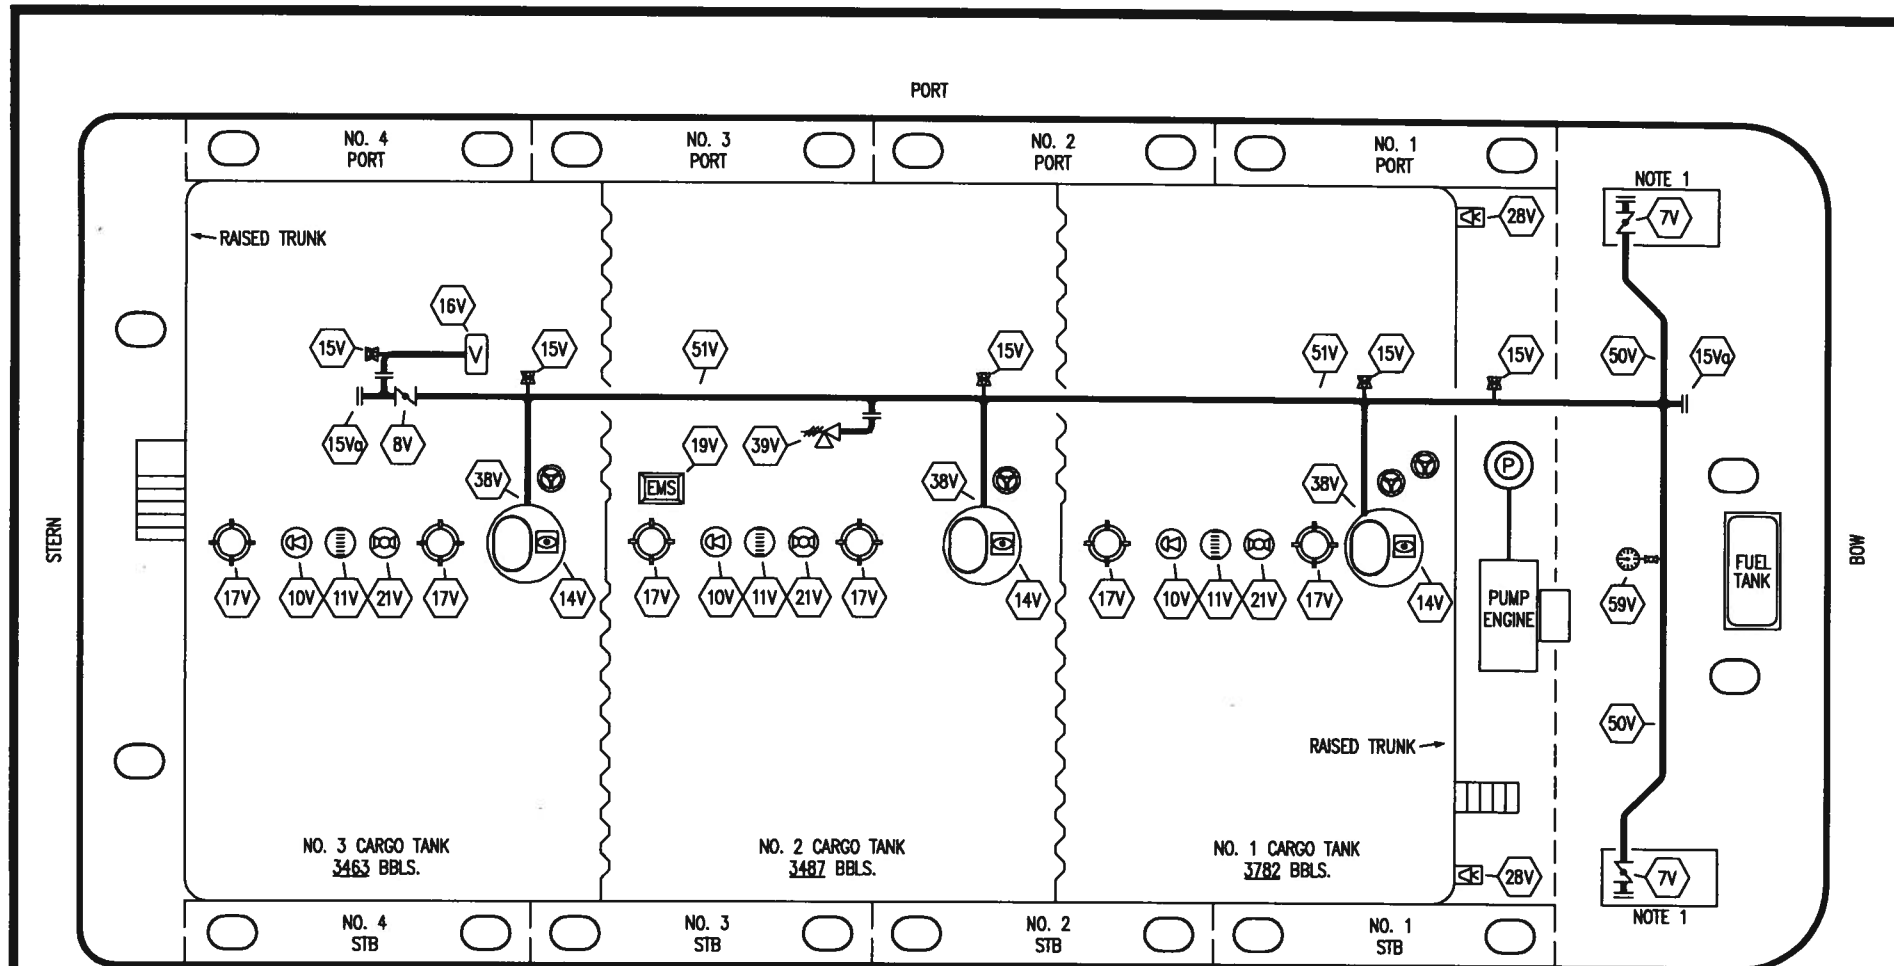 PORT
NO. 4
PORT
NO. 3
PORT
NO. 2
PORT
NO. 1
PORT
NOTE 1
7V
28V
RAISED TRUNK
16V
15V
15V
51V
15V
51V
15V
15V
50V
15Va
15Va
8V
38V
19V
EMS
39V
38V
38V
P
V
STERN
BOW
17V
10V
11V
21V
17V
14V
17V
10V
11V
21V
17V
14V
17V
10V
11V
21V
17V
14V
PUMP
ENGINE
59V
FUEL
TANK
50V
RAISED TRUNK
NO. 3 CARGO TANK
3463 BBLS.
NO. 2 CARGO TANK
3487 BBLS.
NO. 1 CARGO TANK
3782 BBLS.
28V
7V
NOTE 1
NO. 4
STB
NO. 3
STB
NO. 2
STB
NO. 1
STB